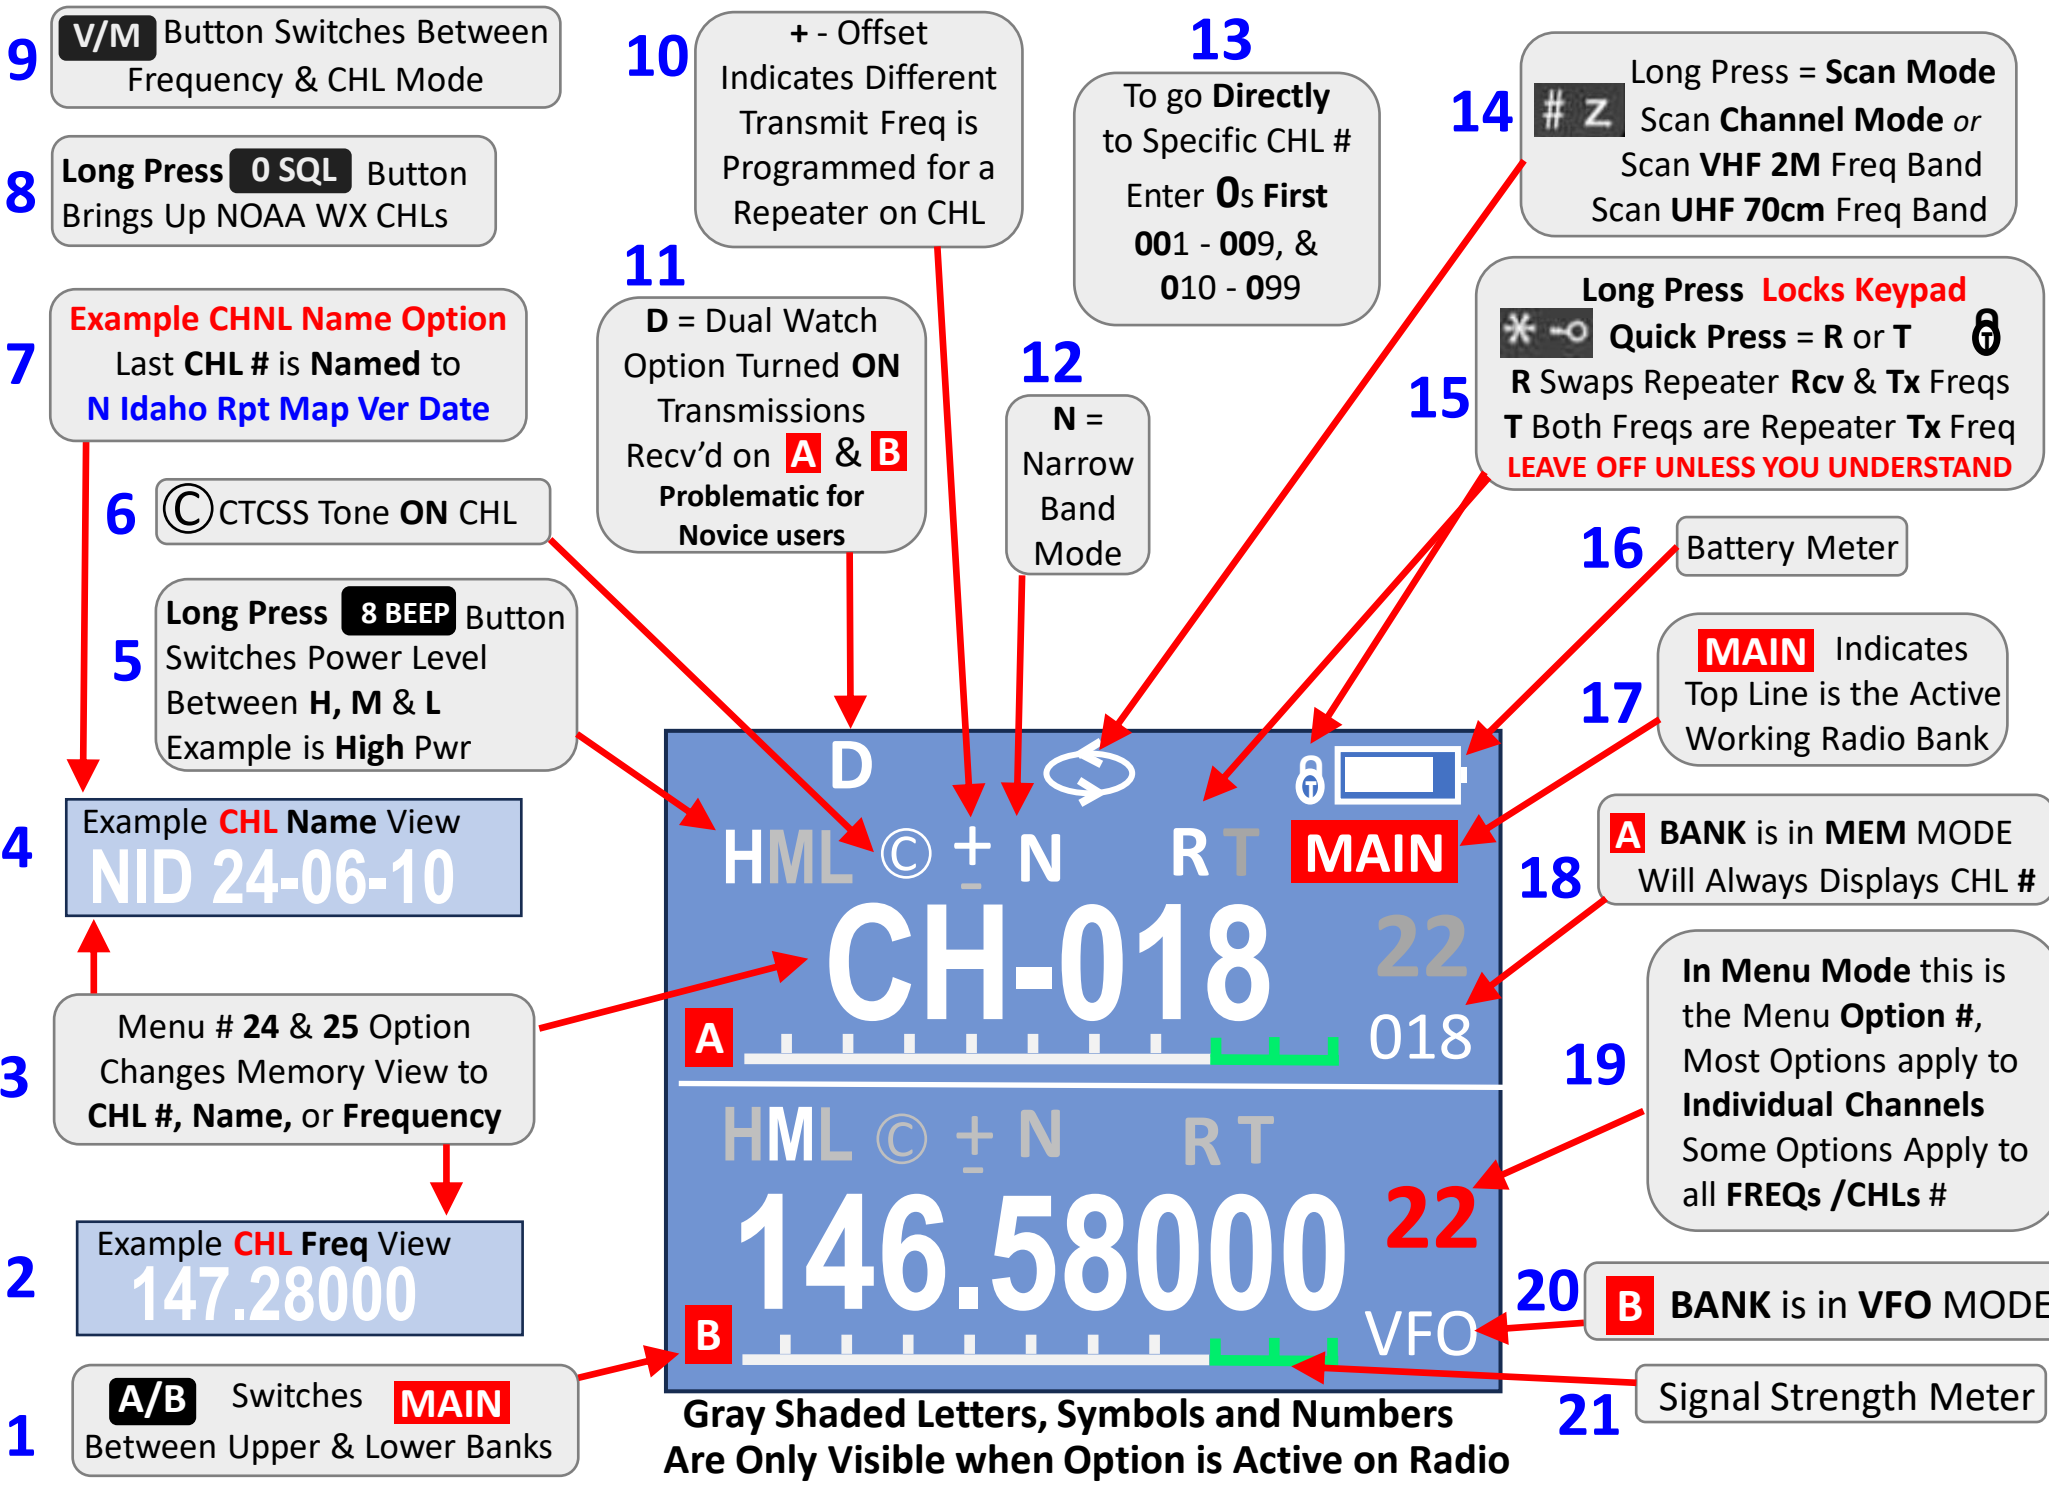 9
V/M Button Switches Between
Frequency & CHL Mode
8
Long Press 0 SQL Button
Brings Up NOAA WX CHLs
7
Example CHNL Name Option
Last CHL # is Named to
N Idaho Rpt Map Ver Date
6
© CTCSS Tone ON CHL
5
Long Press 8 BEEP Button
Switches Power Level
Between H, M & L
Example is High Pwr
4
Example CHL Name View
NID 24-06-10
3
Menu # 24 & 25 Option
Changes Memory View to
CHL #, Name, or Frequency
2
Example CHL Freq View
147.28000
1
A/B Switches MAIN
Between Upper & Lower Banks
10
+ - Offset
Indicates Different
Transmit Freq is
Programmed for a
Repeater on CHL
11
D = Dual Watch
Option Turned ON
Transmissions
Recv'd on A & B
Problematic for
Novice users
12
N =
Narrow
Band
Mode
13
To go Directly
to Specific CHL #
Enter 0s First
001 - 009, &
010 - 099
14
Long Press = Scan Mode
# Z Scan Channel Mode or
Scan VHF 2M Freq Band
Scan UHF 70cm Freq Band
15
Long Press Locks Keypad
* Quick Press = R or T T
R Swaps Repeater Rcv & Tx Freqs
T Both Freqs are Repeater Tx Freq
LEAVE OFF UNLESS YOU UNDERSTAND
16
Battery Meter
17
MAIN Indicates
Top Line is the Active
Working Radio Bank
18
A BANK is in MEM MODE
Will Always Displays CHL #
19
In Menu Mode this is
the Menu Option #,
Most Options apply to
Individual Channels
Some Options Apply to
all FREQs /CHLs #
20
B BANK is in VFO MODE
21
Signal Strength Meter
D T
HML © ± N R T MAIN
CH-018 22
A 018
HML © ± N R T
146.58000 22
B VFO
Gray Shaded Letters, Symbols and Numbers
Are Only Visible when Option is Active on Radio